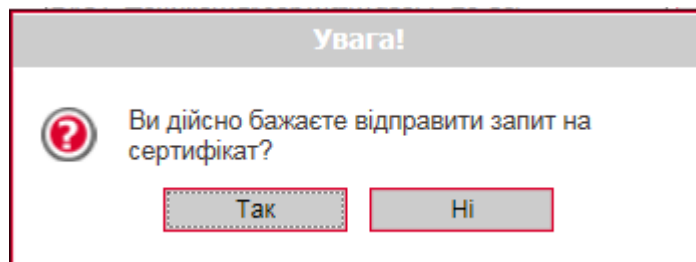 Увага!
Ви дійсно бажаєте відправити запит на
сертифікат?
Так
Ні